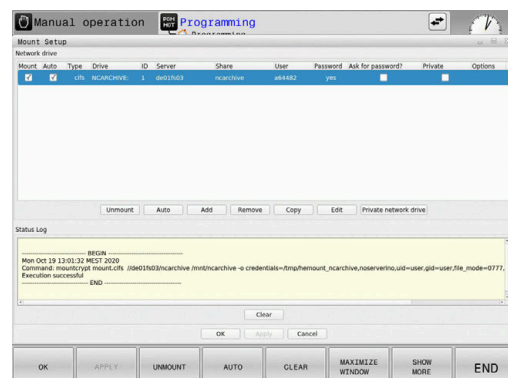 Manual operation
PGM
MGT
Programming
Programming
Mount Setup
Network drive
Mount Auto Type Drive ID Server Share User Password Ask for password? Private Options
cifs NCARCHIVE: 1 de01fs03 ncarchive a64482 yes
Unmount Auto Add Remove Copy Edit Private network drive
Status Log
------------------------ BEGIN ---------------------------
Mon Oct 19 13:01:32 MEST 2020
Command: mountcrypt mount.cifs //de01fs03/ncarchive /mnt/ncarchive -o credentials=/tmp/hemount_ncarchive,noserverino,uid=user,gid=user,file_mode=0777,
Execution successful
------------------------ END ---------------------------
Clear
OK Apply Cancel
OK APPLY UNMOUNT AUTO CLEAR MAXIMIZE WINDOW SHOW MORE END